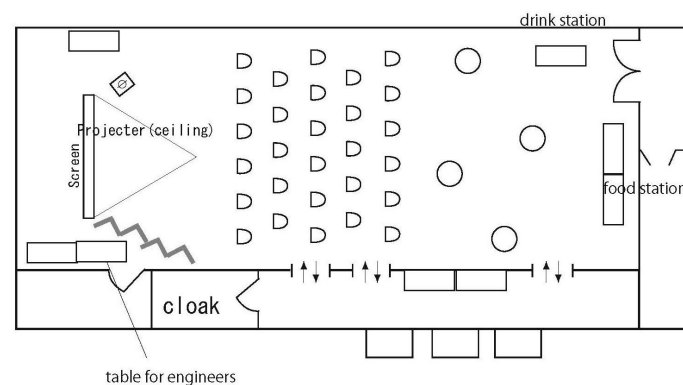 drink station
Projecter(ceiling)
Screen
food station
cloak
table for engineers